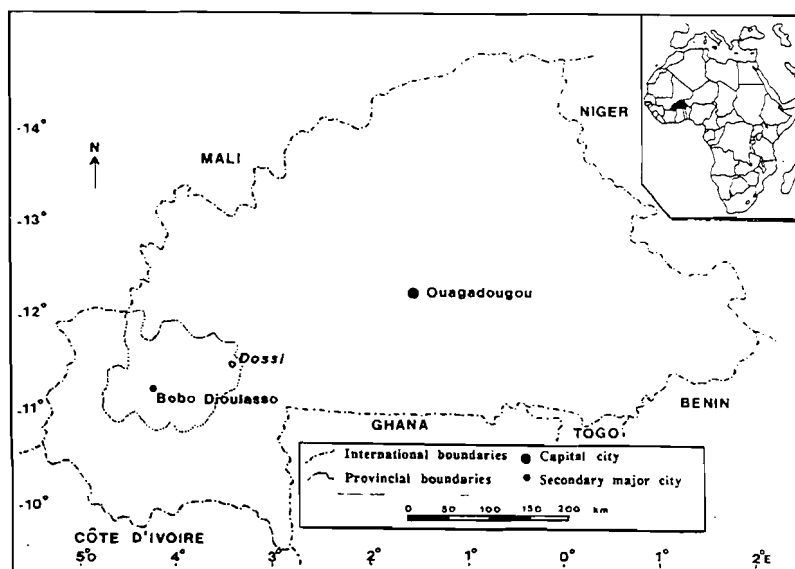 NIGER
-14°
N
MALI
-13°
-12°
Ouagadougou
Dossi
Bobo Dioulasso
-11°
BENIN
GHANA
TOGO
International boundaries
Capital city
Provincial boundaries
Secondary major city
-10°
0 50 100 150 200 km
CÔTE D'IVOIRE
5° 4° 3° 2° 1° 0° 1° 2°E